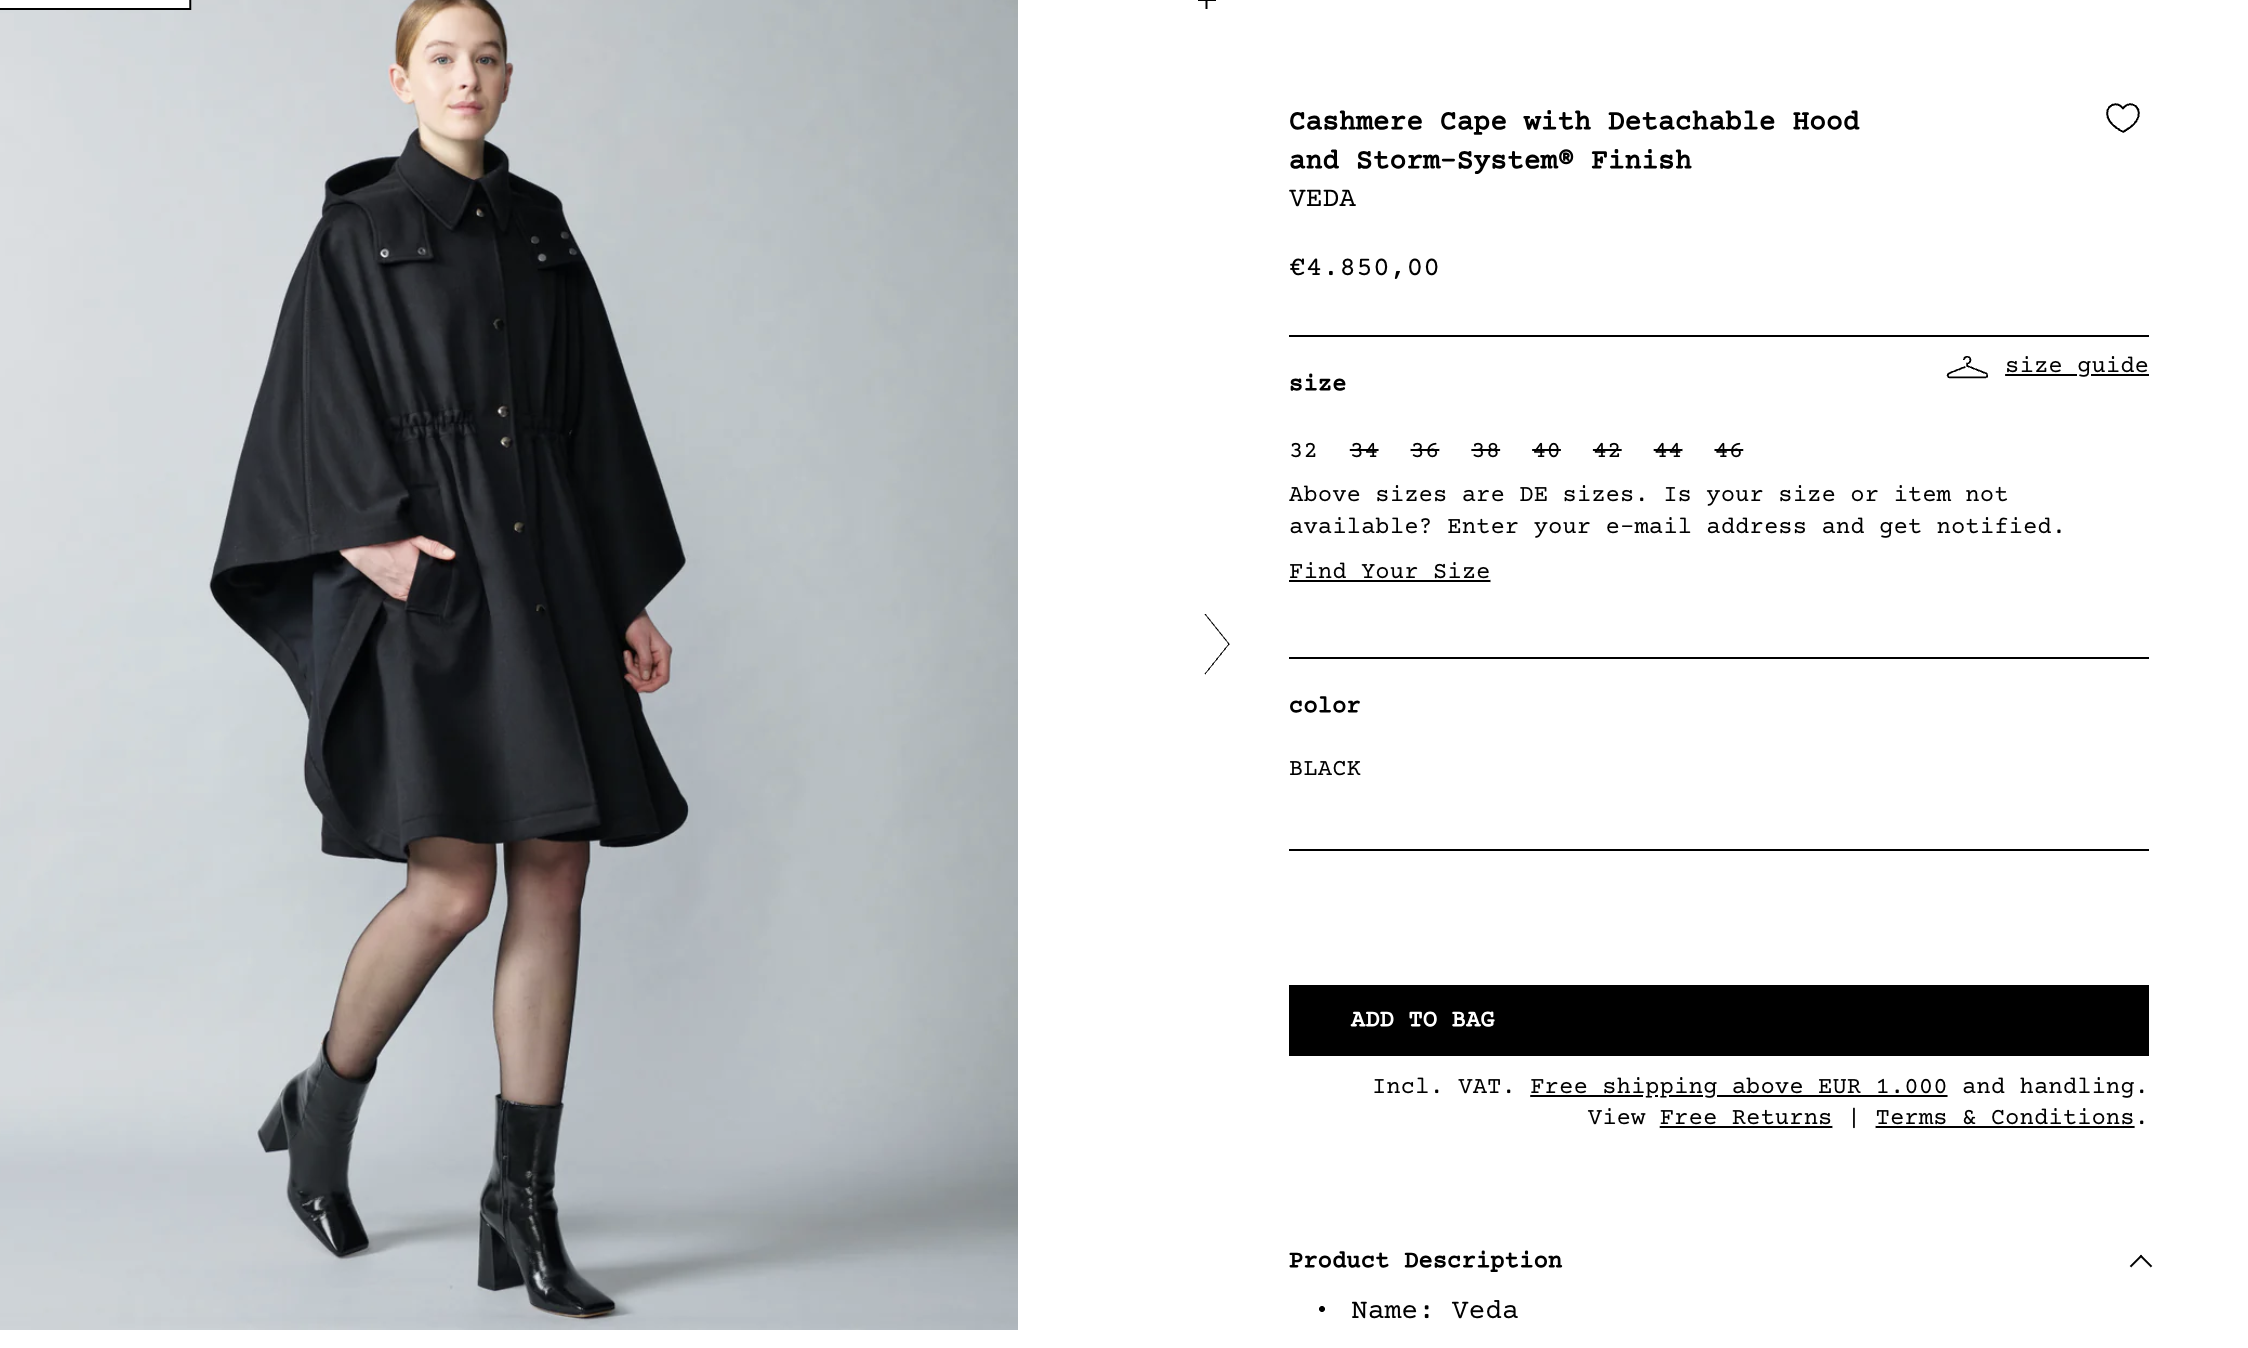 Cashmere Cape with Detachable Hood
and Storm-System® Finish
VEDA
€4.850,00
size guide
size
32 34 36 38 40 42 44 46
Above sizes are DE sizes. Is your size or item not
available? Enter your e-mail address and get notified.
Find Your Size
color
BLACK
ADD TO BAG
Incl. VAT. Free shipping above EUR 1.000 and handling.
View Free Returns | Terms & Conditions.
Product Description
• Name: Veda